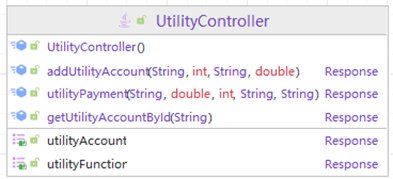 UtilityController
UtilityController()
addUtilityAccount(String, int, String, double) Response
utilityPayment(String, double, int, String, String) Response
getUtilityAccountById(String) Response
utilityAccount Response
utilityFunction Response